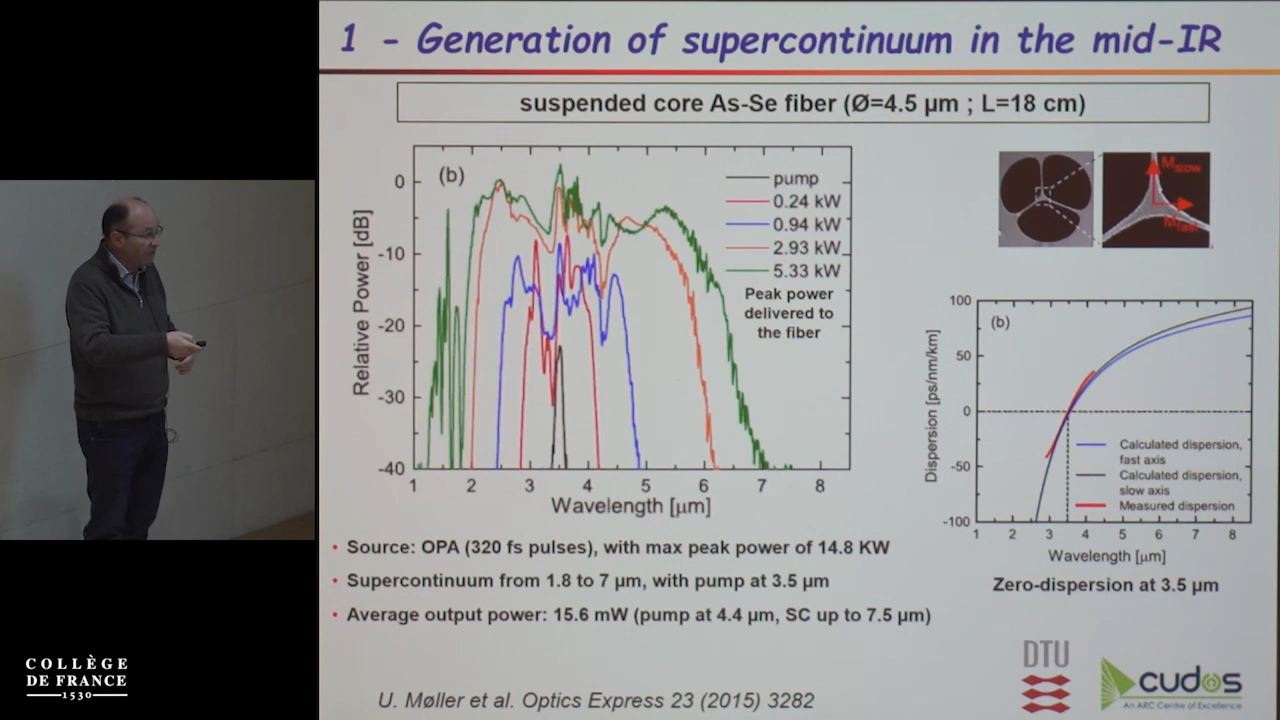 1 - Generation of supercontinuum in the mid-IR
suspended core As-Se fiber (Ø=4.5 µm ; L=18 cm)
(b)
pump
0.24 kW
0.94 kW
2.93 kW
5.33 kW
Peak power
delivered to
the fiber
Relative Power [dB]
0
-10
-20
-30
-40
1 2 3 4 5 6 7 8
Wavelength [µm]
Mslow
Mfast
(b)
Dispersion [ps/nm/km]
100
50
0
-50
-100
Calculated dispersion,
fast axis
Calculated dispersion,
slow axis
Measured dispersion
1 2 3 4 5 6 7 8
Wavelength [µm]
Zero-dispersion at 3.5 µm
• Source: OPA (320 fs pulses), with max peak power of 14.8 KW
• Supercontinuum from 1.8 to 7 µm, with pump at 3.5 µm
• Average output power: 15.6 mW (pump at 4.4 µm, SC up to 7.5 µm)
U. Møller et al. Optics Express 23 (2015) 3282
DTU
cudos
An ARC Centre of Excellence
COLLÈGE
DE FRANCE
1530